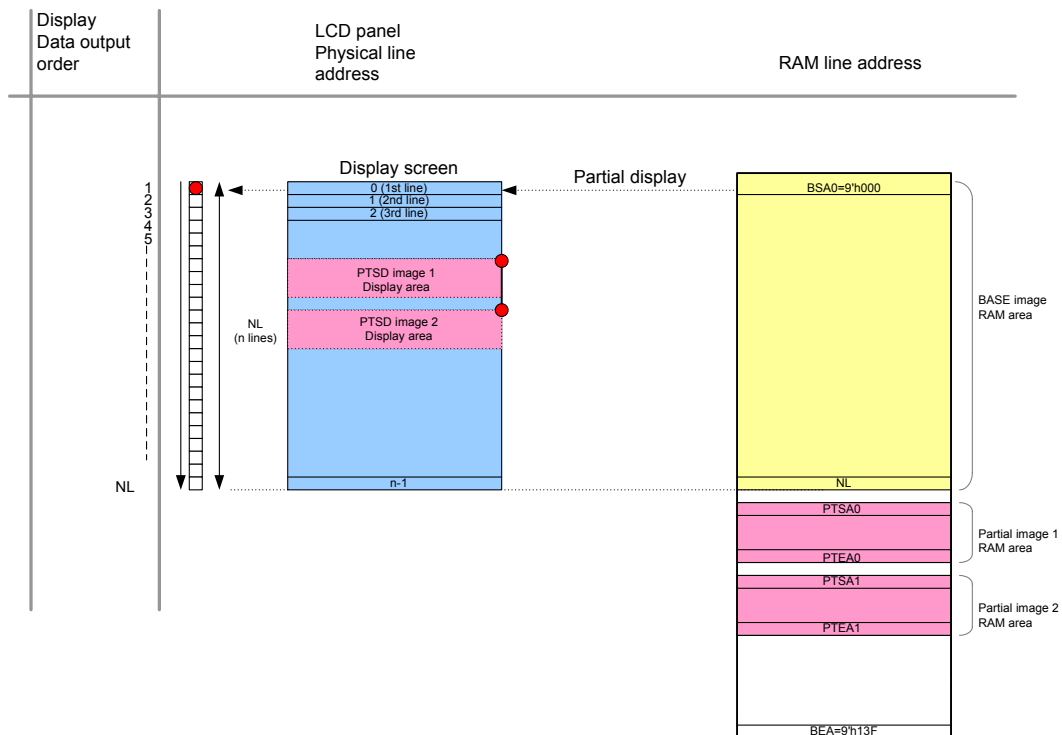 Display
Data output
order
LCD panel
Physical line
address
RAM line address
Display screen
Partial display
1
2
3
4
5
NL
NL
(n lines)
0 (1st line)
1 (2nd line)
2 (3rd line)
PTSD image 1
Display area
PTSD image 2
Display area
n-1
BSA0=9'h000
NL
PTSA0
PTEA0
PTSA1
PTEA1
BEA=9'h13F
BASE image
RAM area
Partial image 1
RAM area
Partial image 2
RAM area